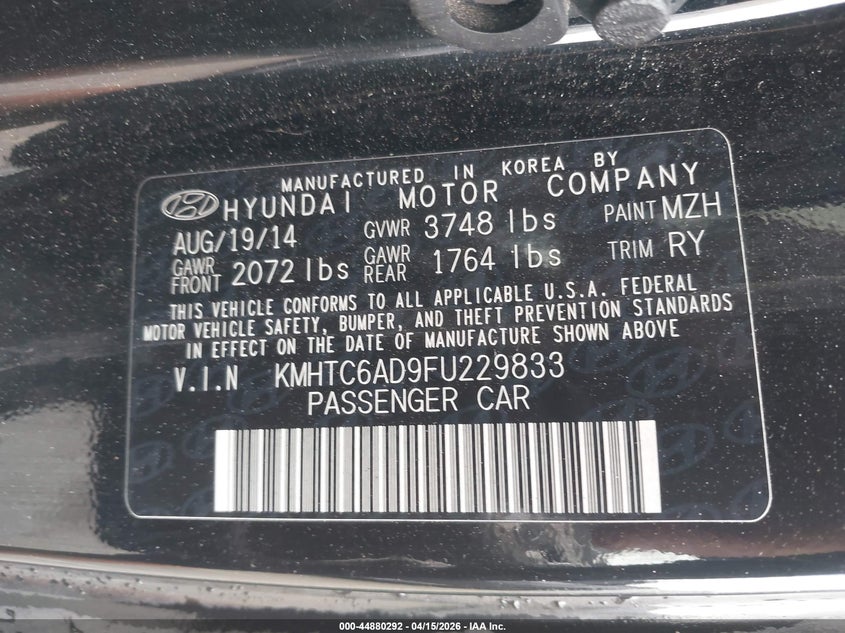 MANUFACTURED IN KOREA BY
HYUNDAI MOTOR COMPANY
AUG/19/14 GVWR 3748 lbs PAINT MZH
GAWR FRONT 2072 lbs GAWR REAR 1764 lbs TRIM RY
THIS VEHICLE CONFORMS TO ALL APPLICABLE U.S.A. FEDERAL
MOTOR VEHICLE SAFETY, BUMPER, AND THEFT PREVENTION STANDARDS
IN EFFECT ON THE DATE OF MANUFACTURE SHOWN ABOVE
V.I.N KMHTC6AD9FU229833
PASSENGER CAR
000-44880292 - 04/15/2026 - IAA Inc.